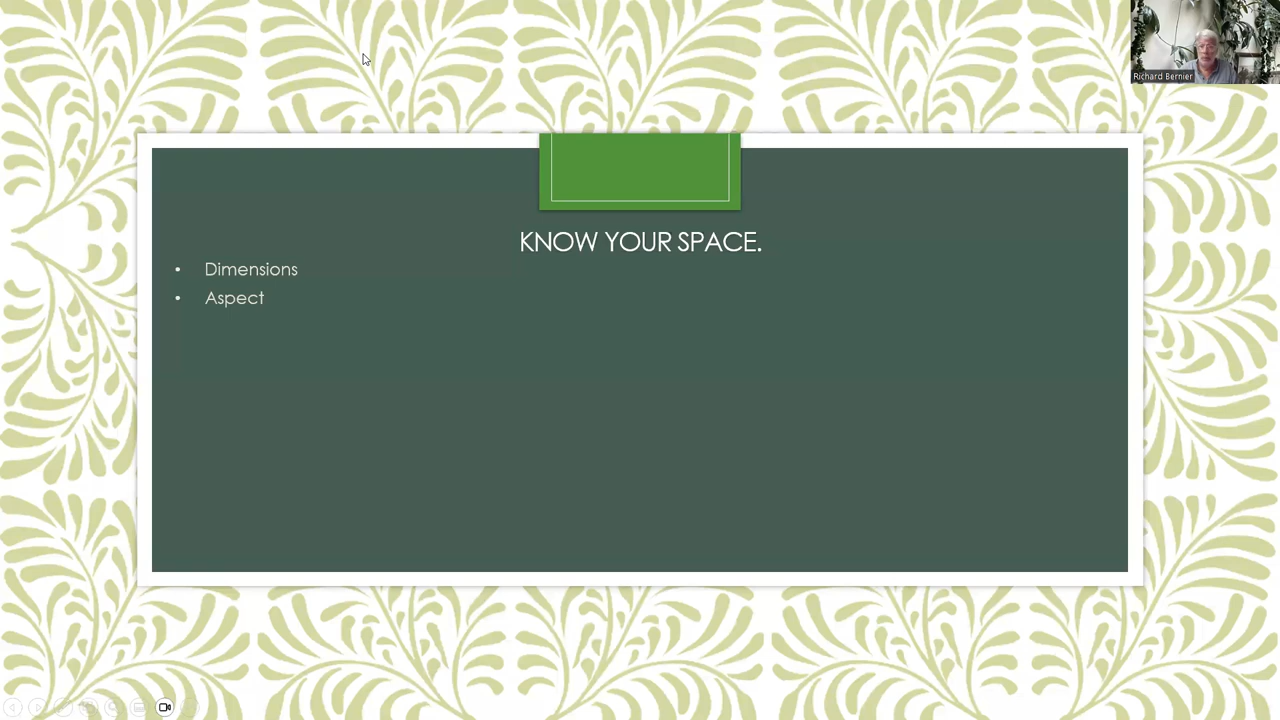 Richard Bernier
KNOW YOUR SPACE.
• Dimensions
• Aspect